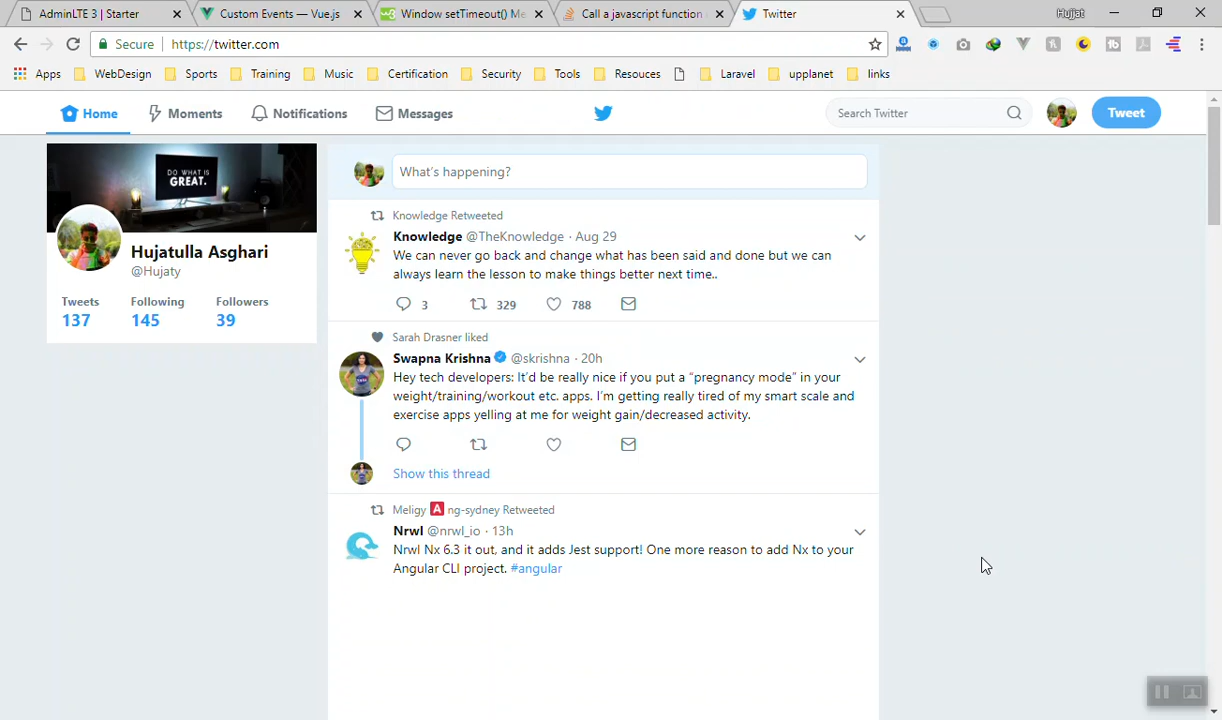 AdminLTE 3 | Starter
Custom Events — Vue.js
Window setTimeout() Me
Call a javascript function
Twitter
Hujjat
Secure
https://twitter.com
Apps
WebDesign
Sports
Training
Music
Certification
Security
Tools
Resouces
Laravel
upplanet
links
Home
Moments
Notifications
Messages
Search Twitter
Tweet
DO WHAT IS
GREAT.
Hujatulla Asghari
@Hujaty
Tweets Following Followers
137 145 39
What's happening?
Knowledge Retweeted
Knowledge @TheKnowledge · Aug 29
We can never go back and change what has been said and done but we can
always learn the lesson to make things better next time..
3 329 788
Sarah Drasner liked
Swapna Krishna @skrishna · 20h
Hey tech developers: It'd be really nice if you put a “pregnancy mode” in your
weight/training/workout etc. apps. I'm getting really tired of my smart scale and
exercise apps yelling at me for weight gain/decreased activity.
Show this thread
Meligy 🅰 ng-sydney Retweeted
Nrwl @nrwl_io · 13h
Nrwl Nx 6.3 it out, and it adds Jest support! One more reason to add Nx to your
Angular CLI project. #angular